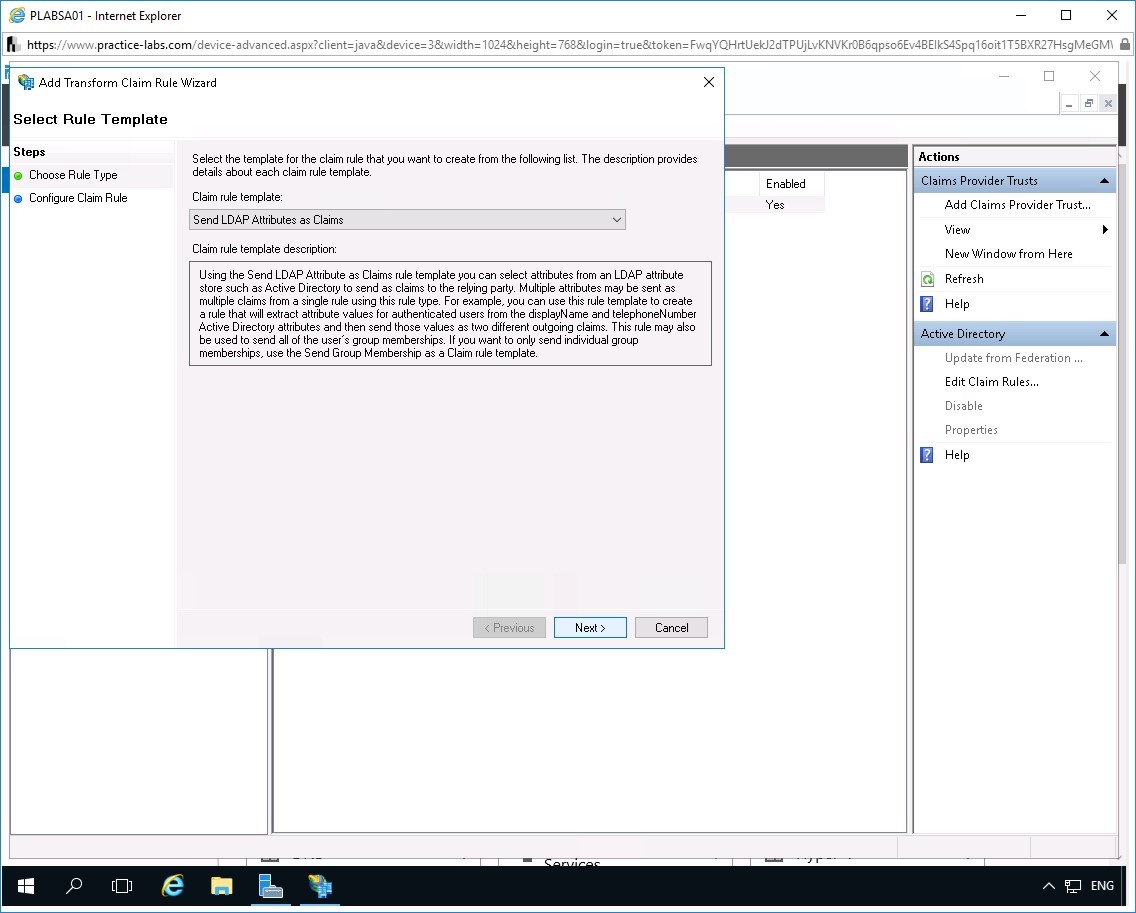 PLABSA01 - Internet Explorer
https://www.practice-labs.com/device-advanced.aspx?client=java&device=3&width=1024&height=768&login=true&token=
Add Transform Claim Rule Wizard
Select Rule Template
Steps
Choose Rule Type
Configure Claim Rule
Select the template for the claim rule that you want to create from the following list. The description provides
details about each claim rule template.
Claim rule template:
Send LDAP Attributes as Claims
Claim rule template description:
Using the Send LDAP Attribute as Claims rule template you can select attributes from an LDAP attribute
store such as Active Directory to send as claims to the relying party. Multiple attributes may be sent as
multiple claims from a single rule using this rule type. For example, you can use this rule template to create
a rule that will extract attribute values for authenticated users from the displayName and telephoneNumber
Active Directory attributes and then send those values as two different outgoing claims. This rule may also
be used to send all of the user's group memberships. If you want to only send individual group
memberships, use the Send Group Membership as a Claim rule template.
< Previous
Next >
Cancel
Enabled
Yes
Actions
Claims Provider Trusts
Add Claims Provider Trust...
View
New Window from Here
Refresh
Help
Active Directory
Update from Federation ...
Edit Claim Rules...
Disable
Properties
Help
Services
ENG